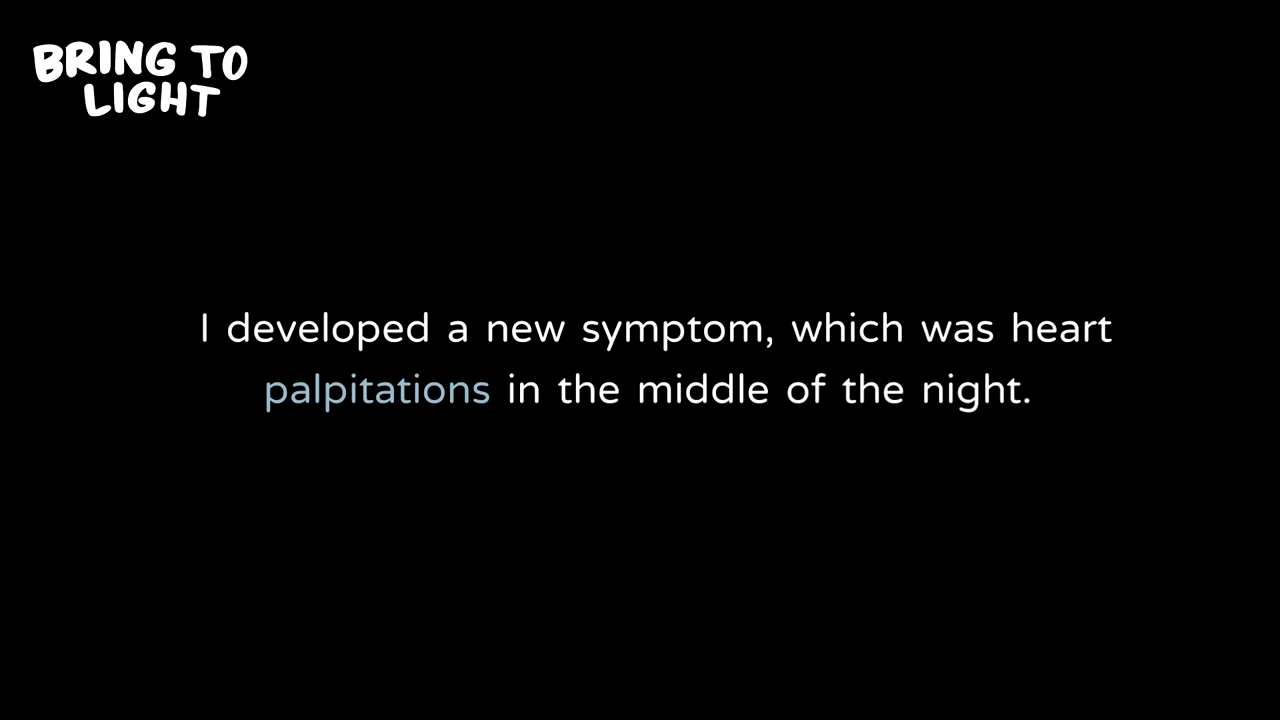 BRING TO
LIGHT
I developed a new symptom, which was heart
palpitations in the middle of the night.